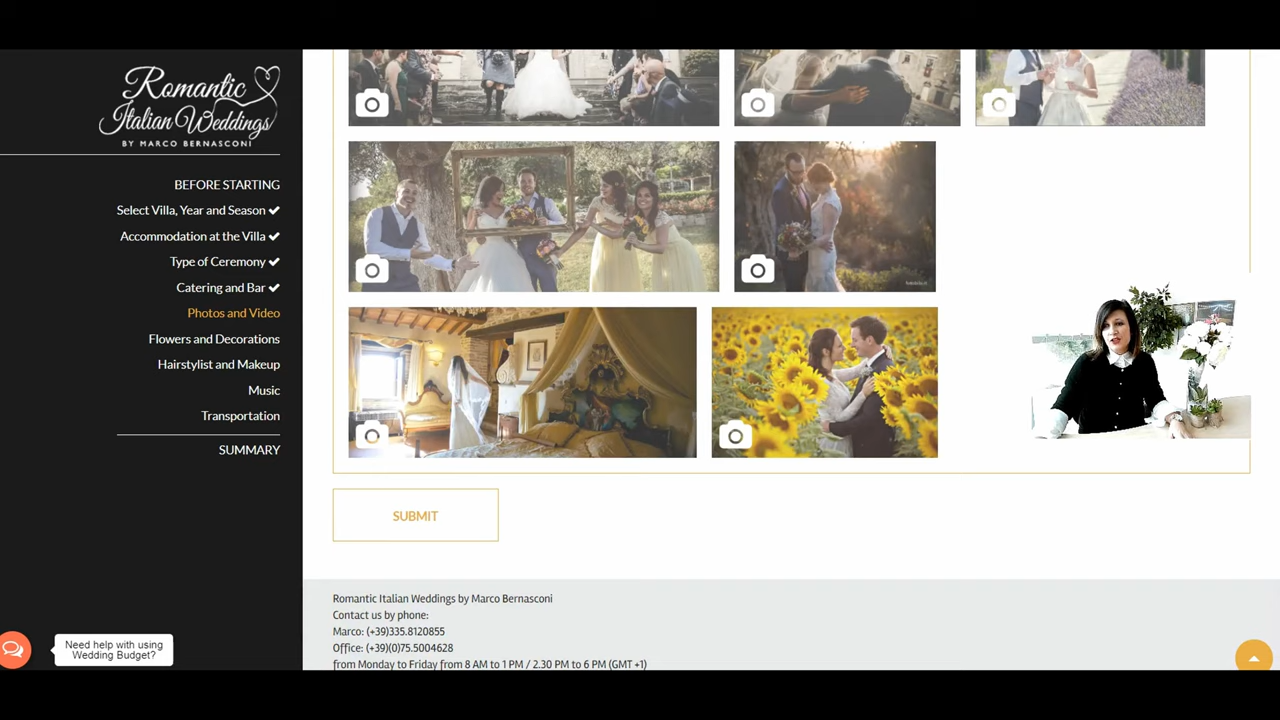 Romantic
Italian Weddings
BY MARCO BERNASCONI
BEFORE STARTING
Select Villa, Year and Season
Accommodation at the Villa
Type of Ceremony
Catering and Bar
Photos and Video
Flowers and Decorations
Hairstylist and Makeup
Music
Transportation
SUMMARY
Need help with using
Wedding Budget?
SUBMIT
Romantic Italian Weddings by Marco Bernasconi
Contact us by phone:
Marco: (+39)335.8120855
Office: (+39)(0)75.5004628
from Monday to Friday from 8 AM to 1 PM / 2.30 PM to 6 PM (GMT +1)